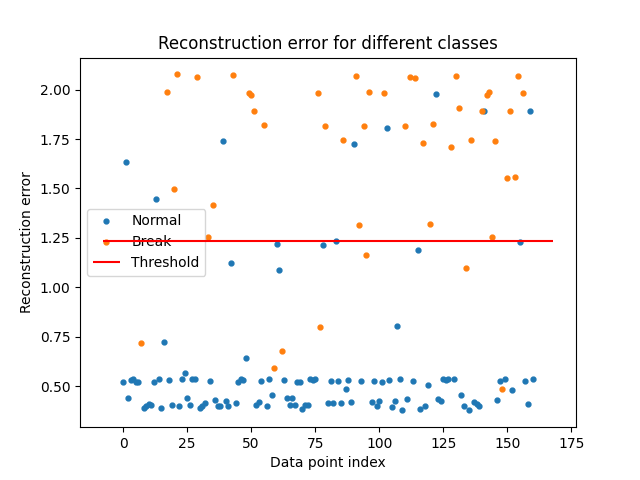 Reconstruction error for different classes
Reconstruction error
2.00
1.75
1.50
1.25
1.00
0.75
0.50
Normal
Break
Threshold
0 25 50 75 100 125 150 175
Data point index